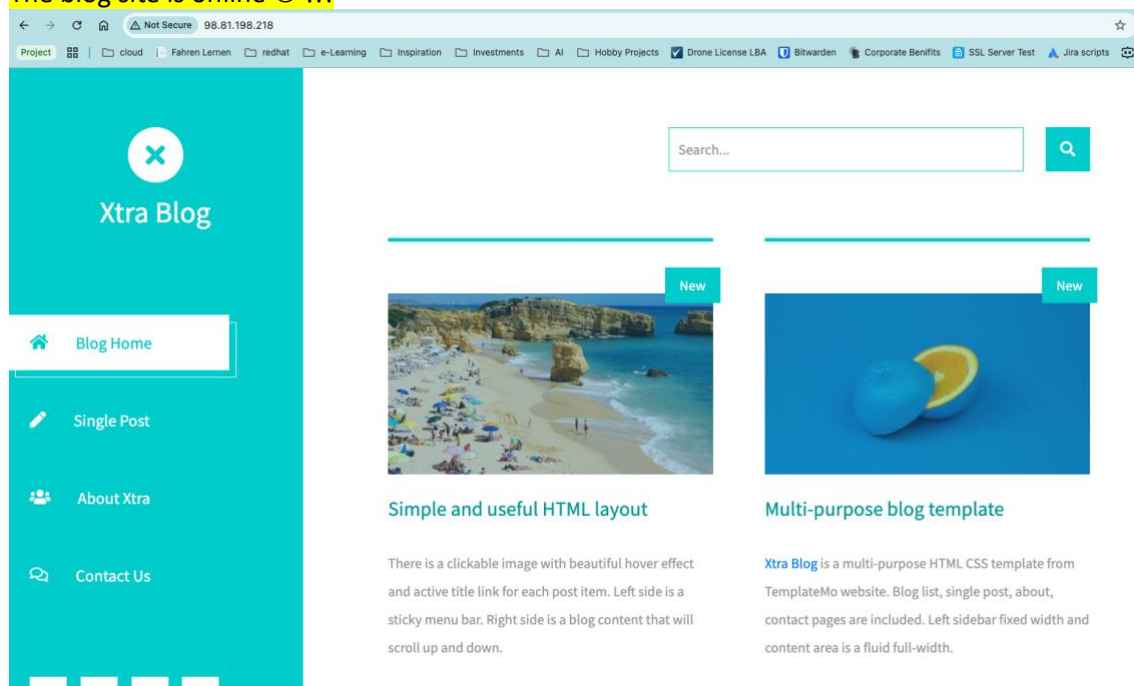 The blog site is online
Not Secure 98.81.198.218
Project cloud Fahren Lernen redhat e-Learning Inspiration Investments AI Hobby Projects Drone License LBA Bitwarden Corporate Benifits SSL Server Test Jira scripts
Search...
Xtra Blog
New
New
Blog Home
Single Post
About Xtra
Contact Us
Simple and useful HTML layout
There is a clickable image with beautiful hover effect
and active title link for each post item. Left side is a
sticky menu bar. Right side is a blog content that will
scroll up and down.
Multi-purpose blog template
Xtra Blog is a multi-purpose HTML CSS template from
TemplateMo website. Blog list, single post, about,
contact pages are included. Left sidebar fixed width and
content area is a fluid full-width.